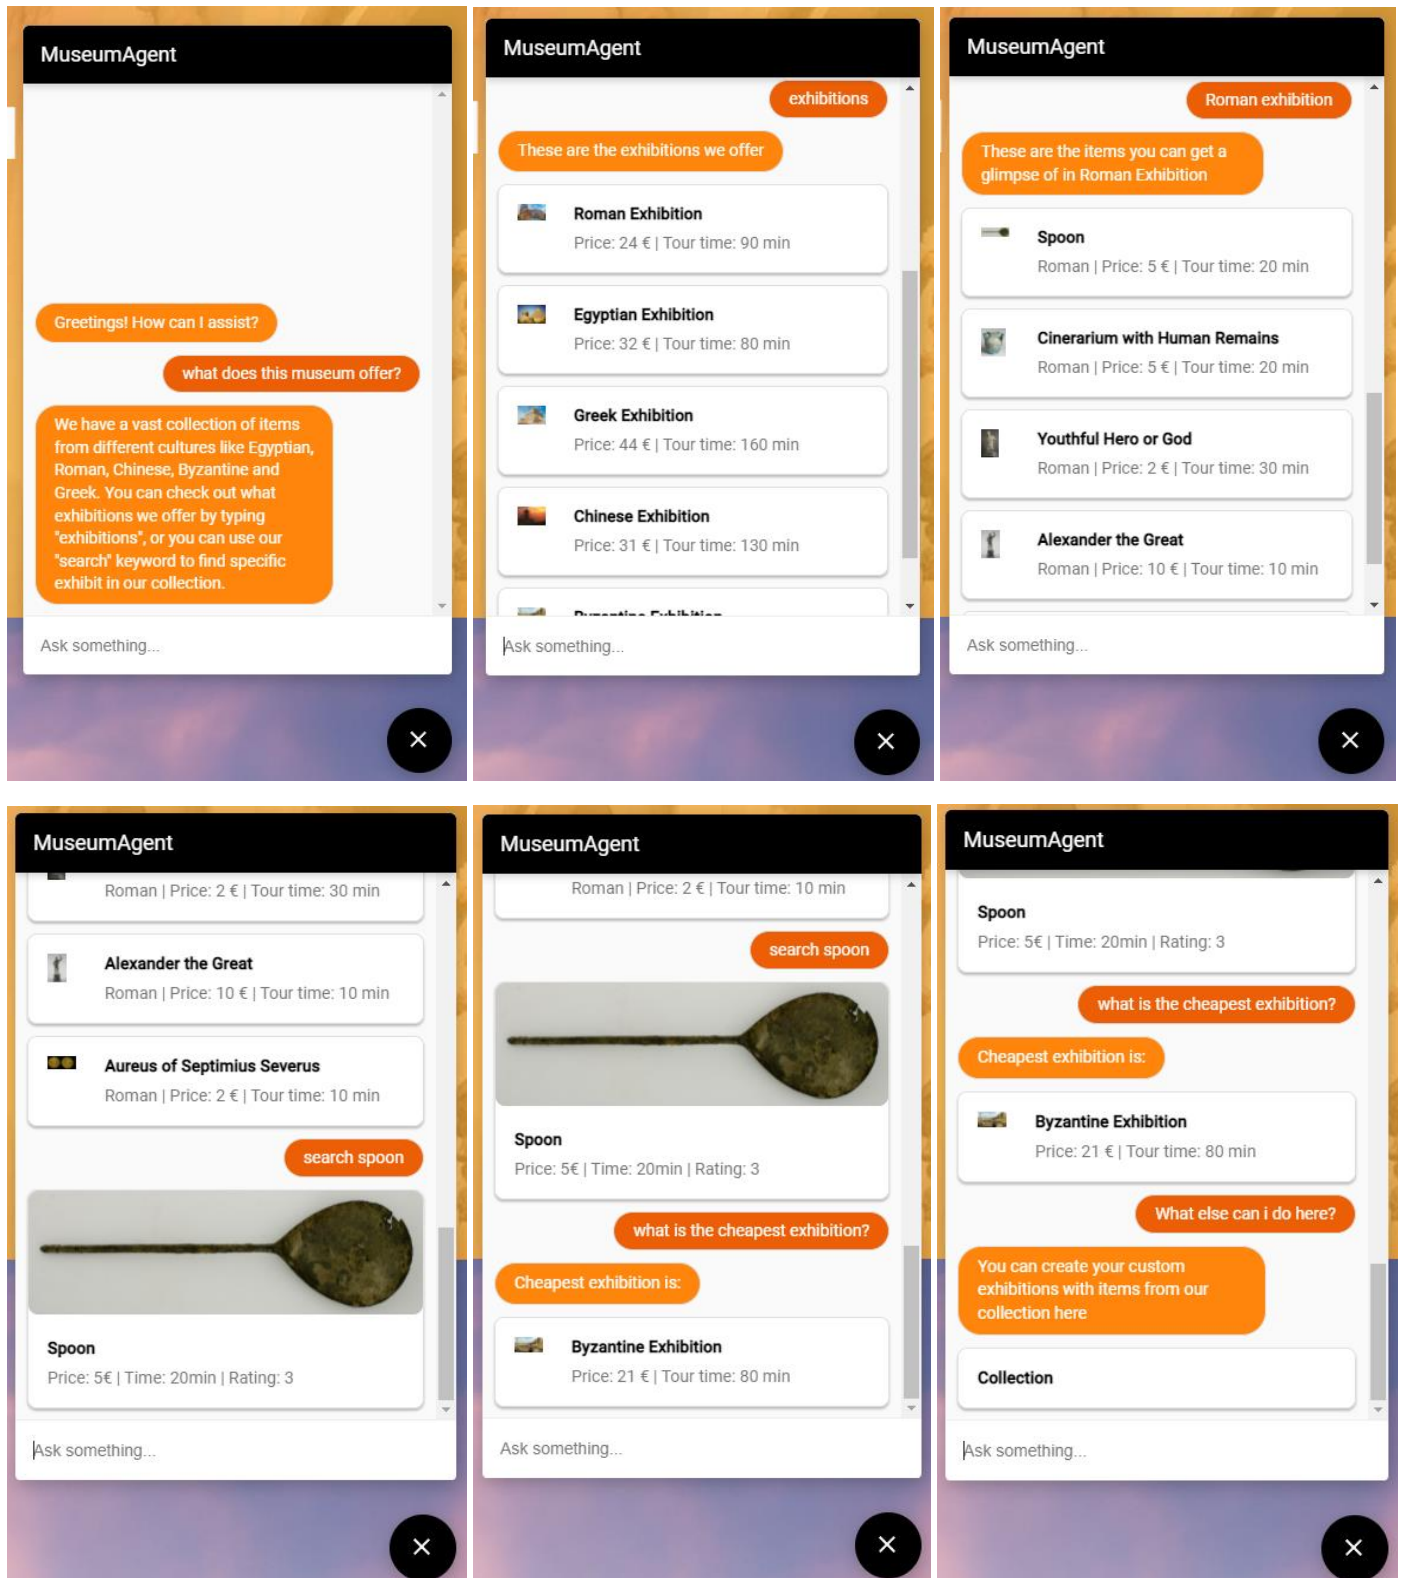 MuseumAgent
Greetings! How can I assist?
what does this museum offer?
We have a vast collection of items
from different cultures like Egyptian,
Roman, Chinese, Byzantine and
Greek. You can check out what
exhibitions we offer by typing
"exhibitions", or you can use our
"search" keyword to find specific
exhibit in our collection.
Ask something...
MuseumAgent
exhibitions
These are the exhibitions we offer
Roman Exhibition
Price: 24 € | Tour time: 90 min
Egyptian Exhibition
Price: 32 € | Tour time: 80 min
Greek Exhibition
Price: 44 € | Tour time: 160 min
Chinese Exhibition
Price: 31 € | Tour time: 130 min
Byzantine Exhibition
Ask something...
MuseumAgent
Roman exhibition
These are the items you can get a
glimpse of in Roman Exhibition
Spoon
Roman | Price: 5 € | Tour time: 20 min
Cinerarium with Human Remains
Roman | Price: 5 € | Tour time: 20 min
Youthful Hero or God
Roman | Price: 2 € | Tour time: 30 min
Alexander the Great
Roman | Price: 10 € | Tour time: 10 min
Ask something...
MuseumAgent
Roman | Price: 2 € | Tour time: 30 min
Alexander the Great
Roman | Price: 10 € | Tour time: 10 min
Aureus of Septimius Severus
Roman | Price: 2 € | Tour time: 10 min
search spoon
Spoon
Price: 5€ | Time: 20min | Rating: 3
Ask something...
MuseumAgent
Roman | Price: 2 € | Tour time: 10 min
search spoon
Spoon
Price: 5€ | Time: 20min | Rating: 3
what is the cheapest exhibition?
Cheapest exhibition is:
Byzantine Exhibition
Price: 21 € | Tour time: 80 min
Ask something...
MuseumAgent
Spoon
Price: 5€ | Time: 20min | Rating: 3
what is the cheapest exhibition?
Cheapest exhibition is:
Byzantine Exhibition
Price: 21 € | Tour time: 80 min
What else can i do here?
You can create your custom
exhibitions with items from our
collection here
Collection
Ask something...